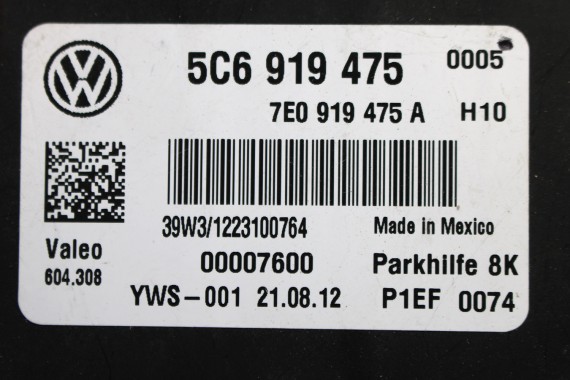 5C6 919 475 0005
7E0 919 475 A H10
39W3/1223100764 Made in Mexico
Valeo 00007600 Parkhilfe 8K
604.308
YWS-001 21.08.12 P1EF 0074